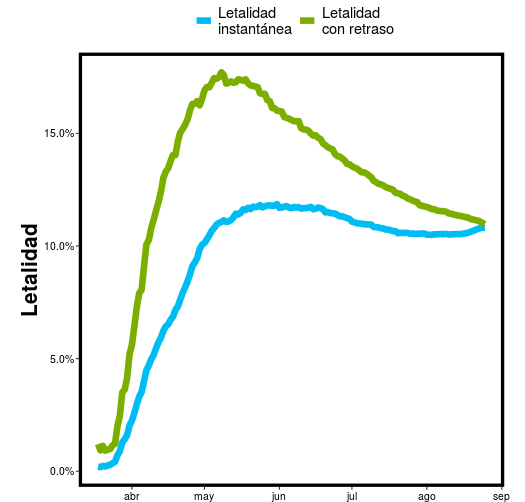 Letalidad
instantánea
Letalidad
con retraso
Letalidad
15.0%
10.0%
5.0%
0.0%
abr may jun jul ago sep